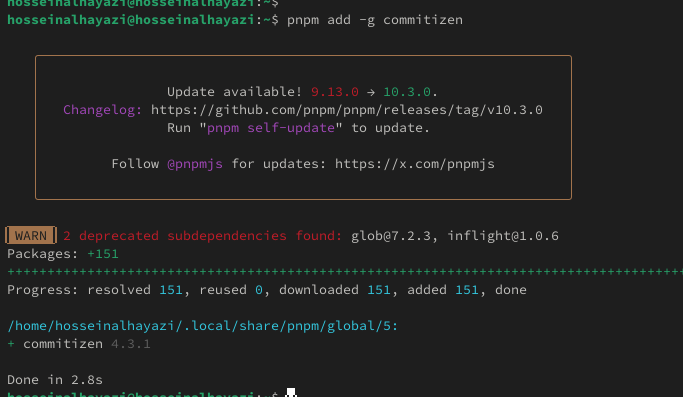 hosseinalhayazi@hosseinalhayazi:~$
hosseinalhayazi@hosseinalhayazi:~$ pnpm add -g commitizen
Update available! 9.13.0 → 10.3.0.
Changelog: https://github.com/pnpm/pnpm/releases/tag/v10.3.0
Run "pnpm self-update" to update.
Follow @pnpmjs for updates: https://x.com/pnpmjs
WARN 2 deprecated subdependencies found: glob@7.2.3, inflight@1.0.6
Packages: +151
+++++++++++++++++++++++++++++++++++++++++++++++++++++++++++++++++++++++++++++++++++++
Progress: resolved 151, reused 0, downloaded 151, added 151, done
/home/hosseinalhayazi/.local/share/pnpm/global/5:
+ commitizen 4.3.1
Done in 2.8s
hosseinalhayazi@hosseinalhayazi:~$